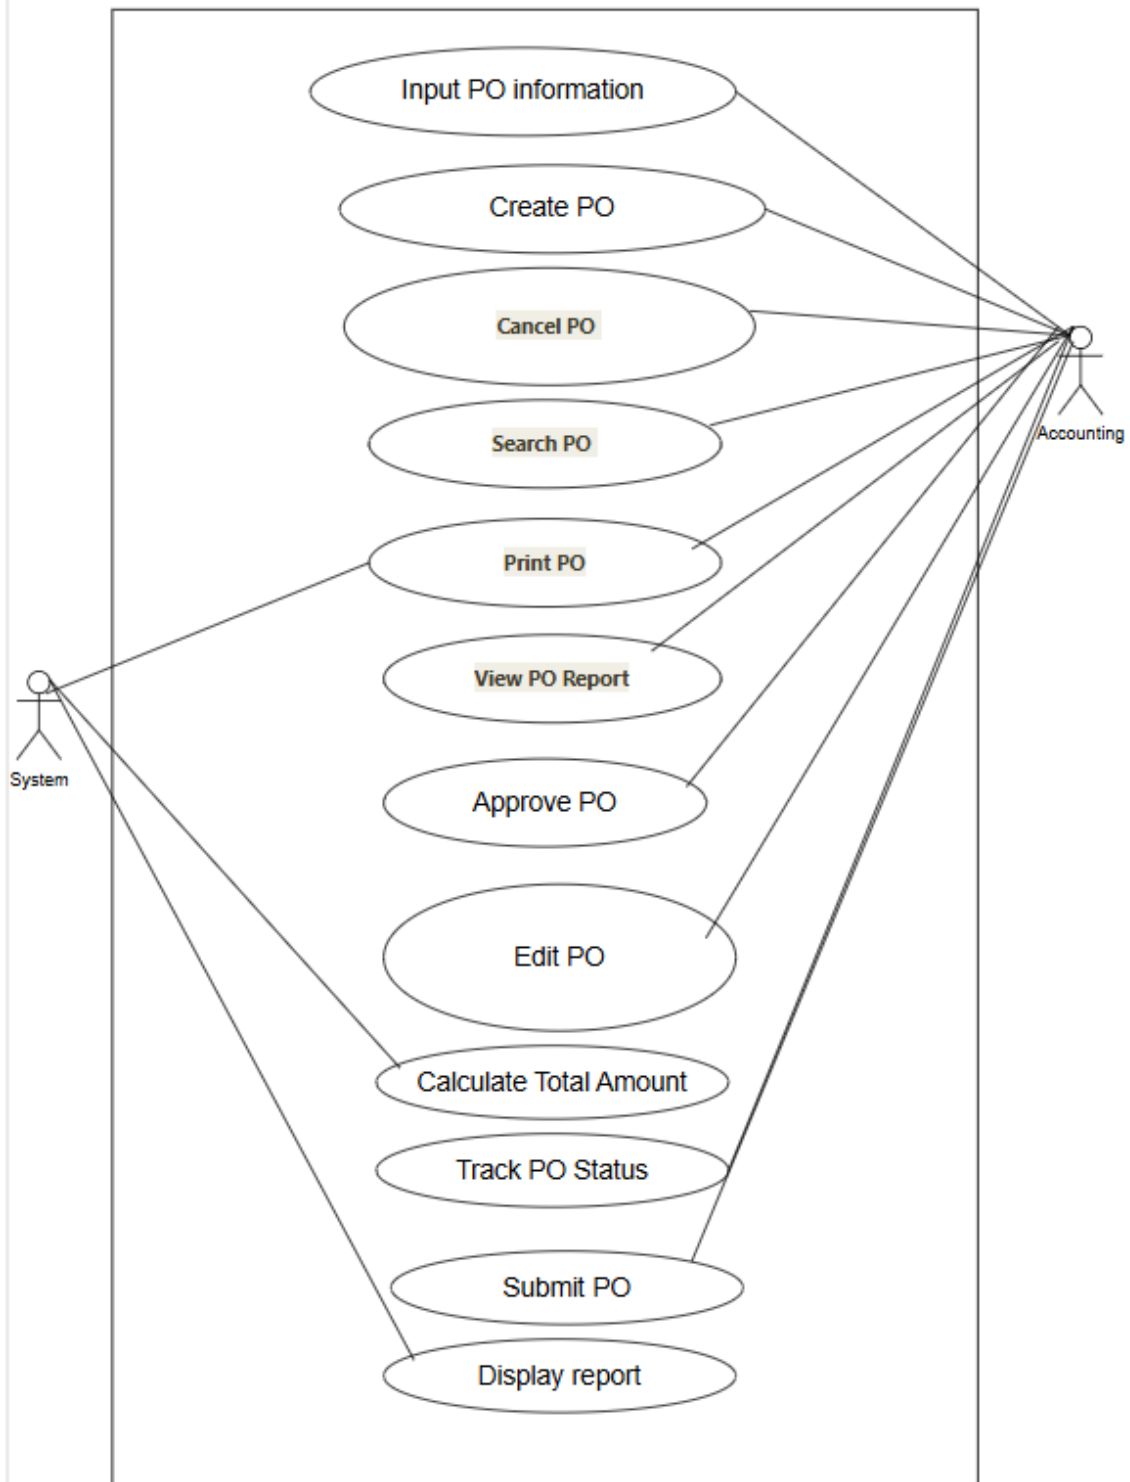 Input PO information
Create PO
Cancel PO
Accounting
Search PO
Print PO
View PO Report
System
Approve PO
Edit PO
Calculate Total Amount
Track PO Status
Submit PO
Display report